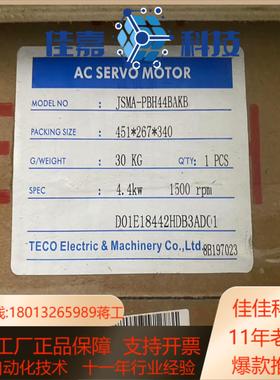 佳嘉 科技
AC SERVO MOTOR
MODEL NO JSMA-PBH44BAKB
PACKING SIZE 451*267*340
G/WEIGHT: 30 KG Q'TY: 1 PCS
SPEC 4.4kw 1500 rpm
D01E18442HDB3AD01
TECO Electric & Machinery Co.,Ltd.
8B197023
线:18013265989蒋工
工厂正品保障 支持开票
自动化技术 十一年行业经验
佳佳科
11年老
爆款抢